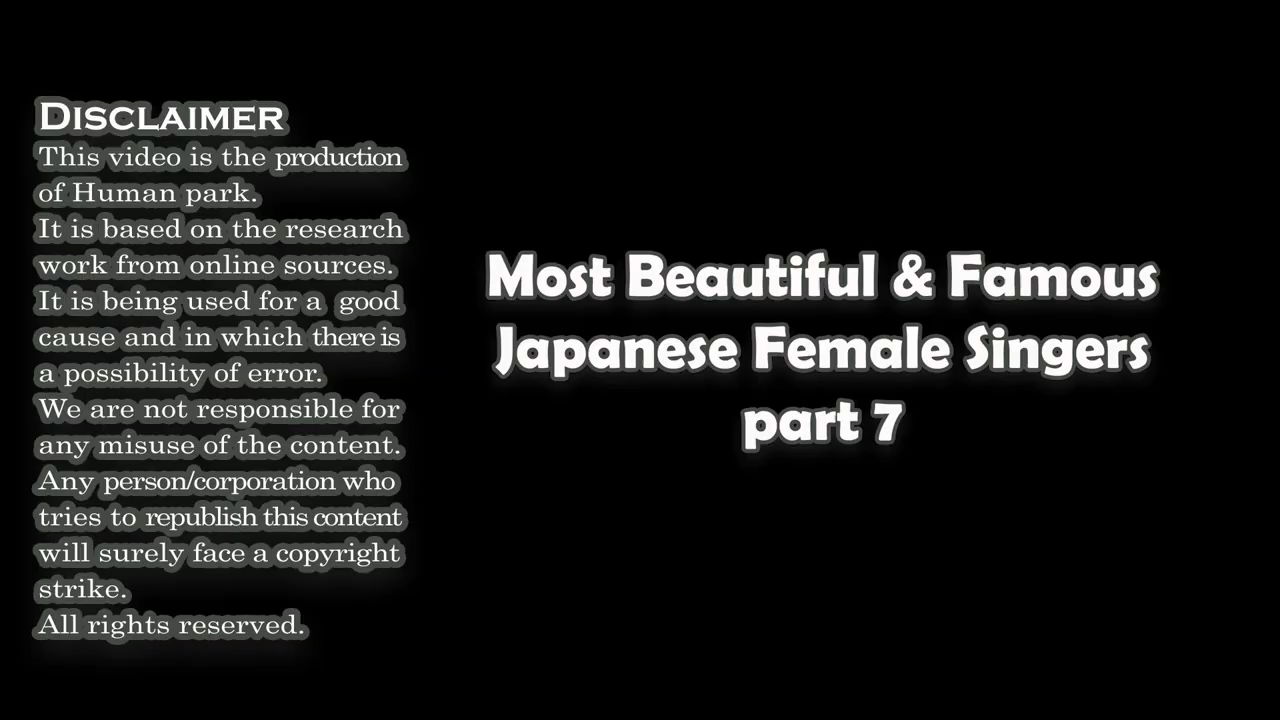 DISCLAIMER
This video is the production
of Human park.
It is based on the research
work from online sources.
It is being used for a good
cause and in which there is
a possibility of error.
We are not responsible for
any misuse of the content.
Any person/corporation who
tries to republish this content
will surely face a copyright
strike.
All rights reserved.
Most Beautiful & Famous
Japanese Female Singers
part 7